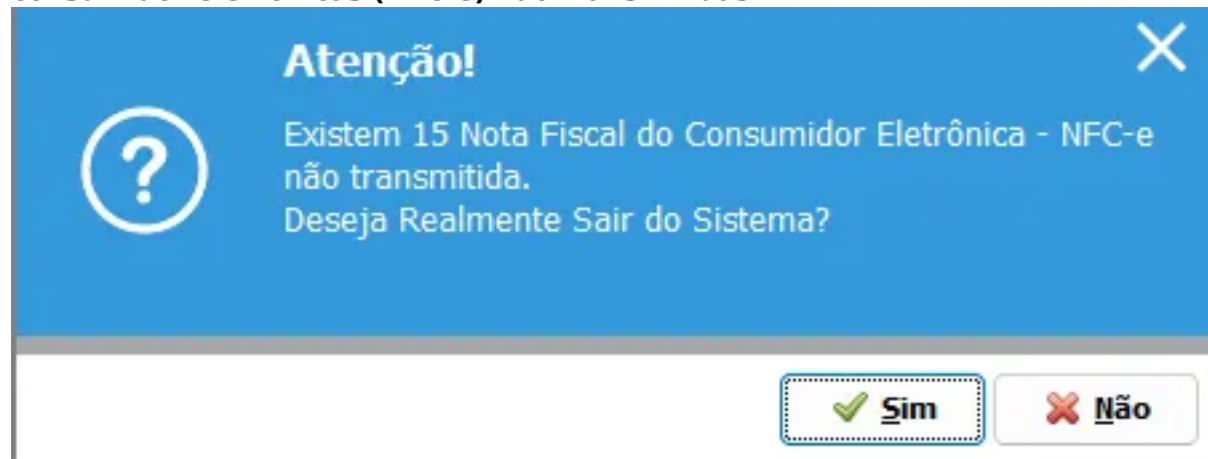 Atenção!
Existem 15 Nota Fiscal do Consumidor Eletrônica - NFC-e
não transmitida.
Deseja Realmente Sair do Sistema?
Sim
Não